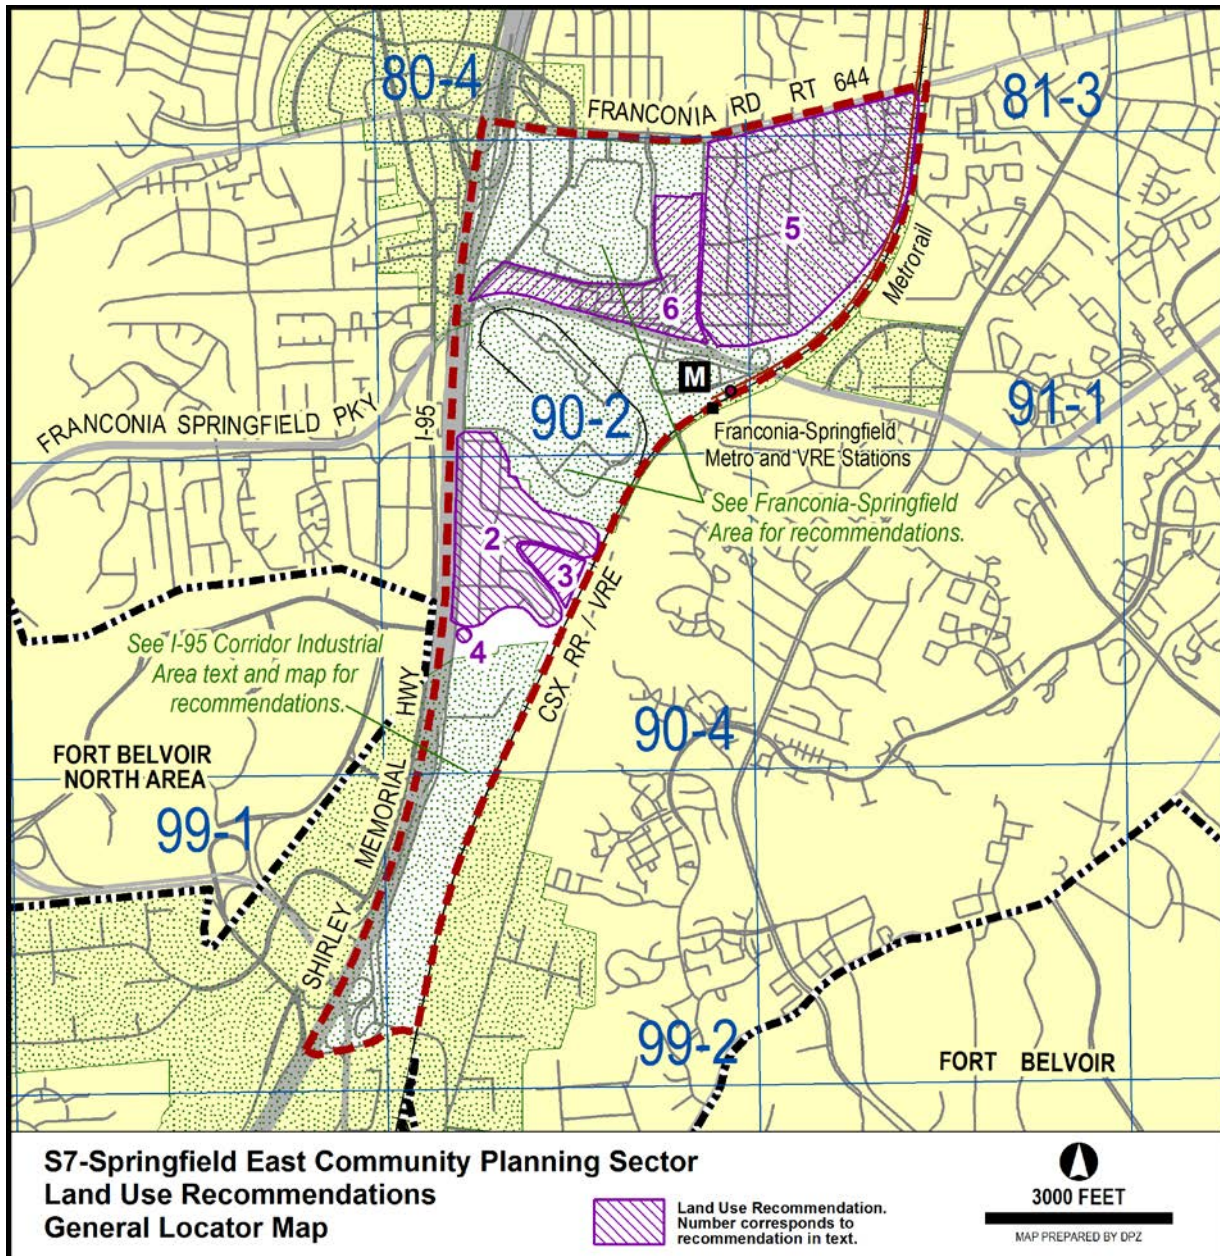 80-4
FRANCONIA RD RT 644
81-3
5
Metrorail
6
M
FRANCONIA SPRINGFIELD PKY
I-95
90-2
91-1
Franconia-Springfield
Metro and VRE Stations
See Franconia-Springfield
Area for recommendations.
2
3
4
CSX RR / VRE
See I-95 Corridor Industrial
Area text and map for
recommendations.
FORT BELVOIR
NORTH AREA
90-4
99-1
SHIRLEY MEMORIAL HWY
99-2
FORT BELVOIR
S7-Springfield East Community Planning Sector
Land Use Recommendations
General Locator Map
Land Use Recommendation.
Number corresponds to
recommendation in text.
3000 FEET
MAP PREPARED BY DPZ